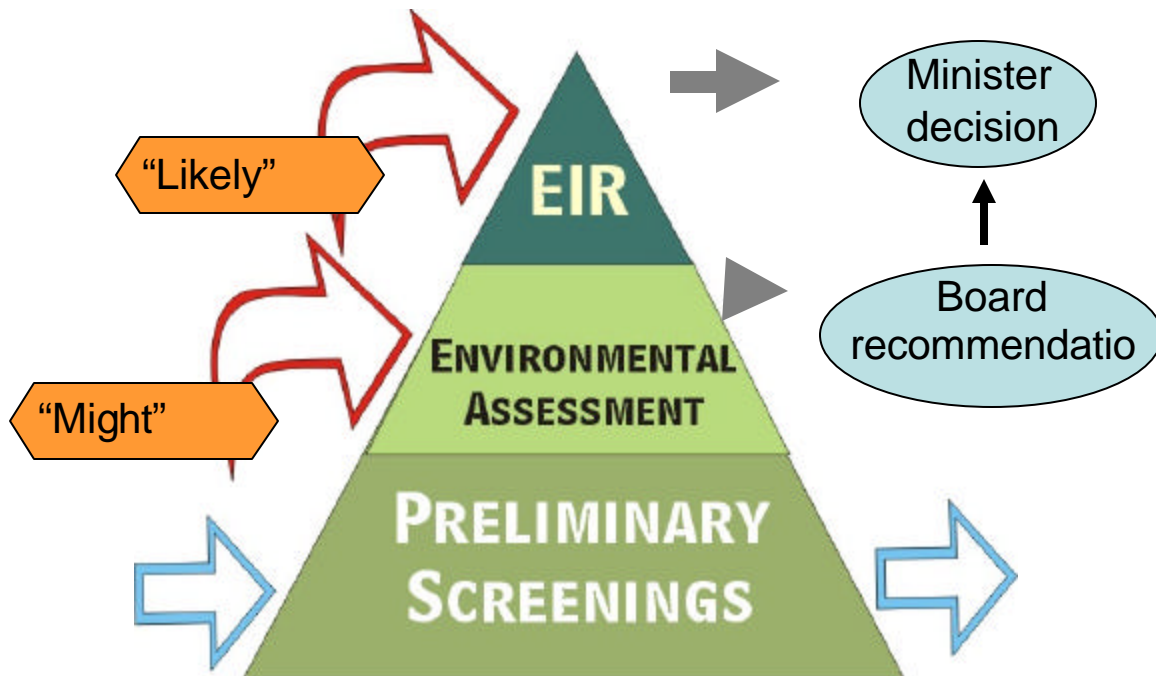 Minister
decision
“Likely”
EIR
Board
recommendatio
ENVIRONMENTAL
ASSESSMENT
“Might”
PRELIMINARY
SCREENINGS